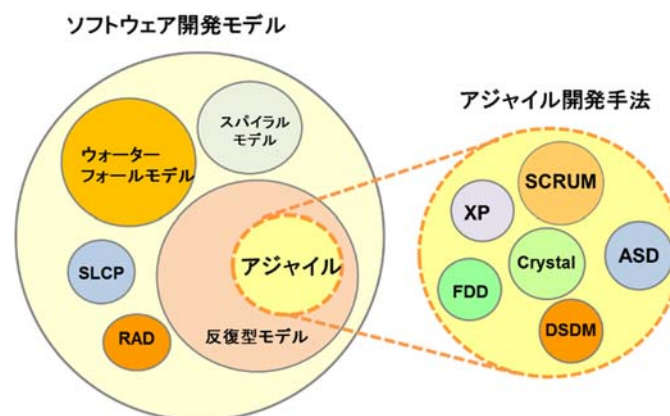 ソフトウェア開発モデル
ウォーター
フォールモデル
スパイラル
モデル
SLCP
RAD
アジャイル
反復型モデル
アジャイル開発手法
SCRUM
XP
Crystal
ASD
FDD
DSDM